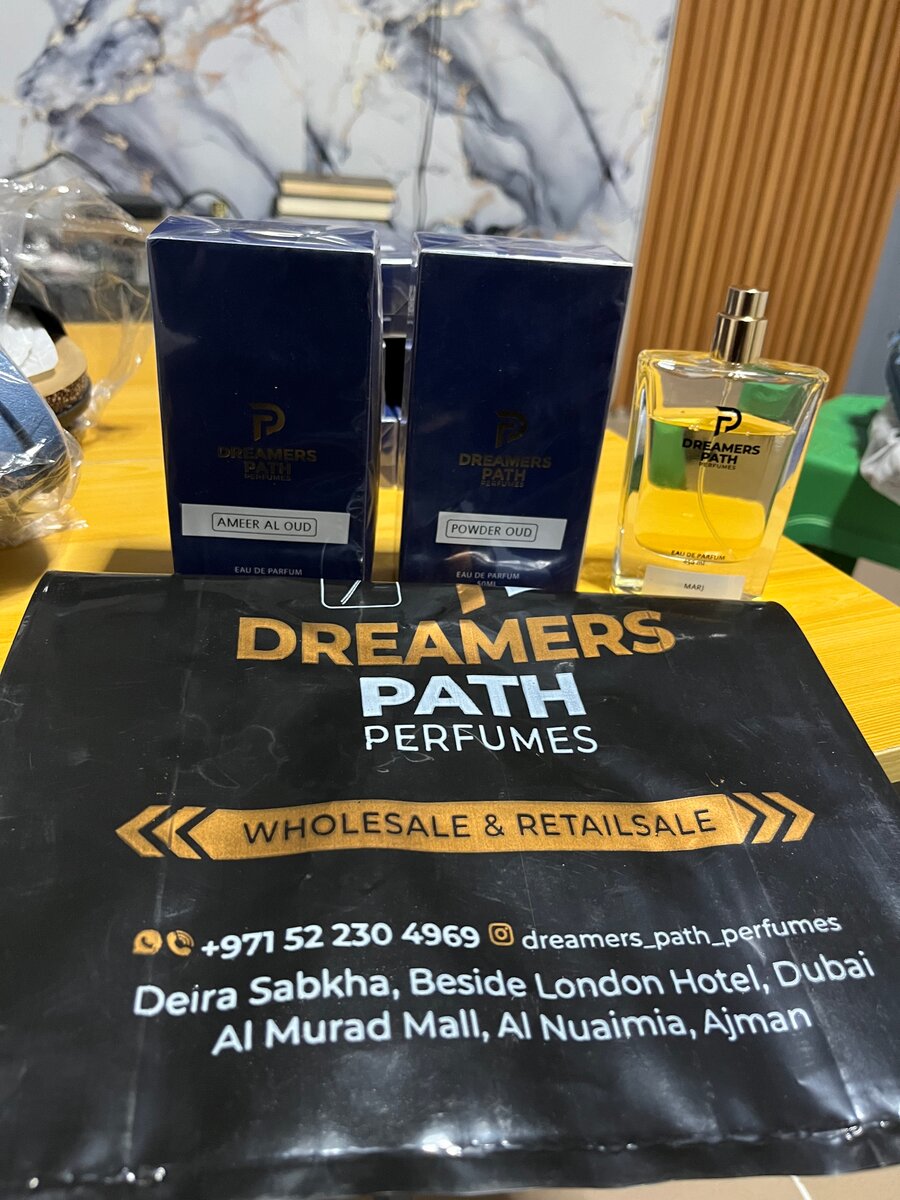 DREAMERS
PATH
PERFUMES
AMEER AL OUD
EAU DE PARFUM
DREAMERS
PATH
PERFUMES
POWDER OUD
EAU DE PARFUM
50ML
DREAMERS
PATH
PERFUMES
EAU DE PARFUM
MARJ
DREAMERS
PATH
PERFUMES
WHOLESALE & RETAILSALE
+971 52 230 4969 dreamers_path_perfumes
Deira Sabkha, Beside London Hotel, Dubai
Al Murad Mall, Al Nuaimia, Ajman